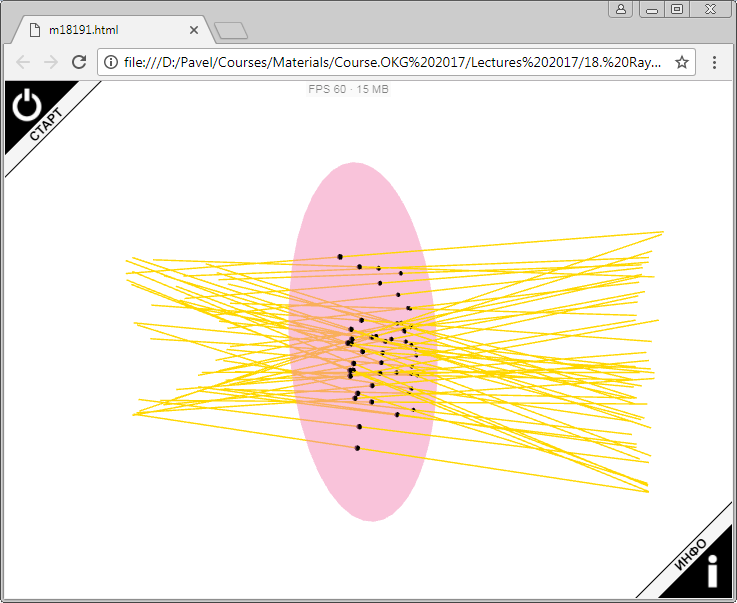 m18191.html
file:///D:/Pavel/Courses/Materials/Course.OKG%202017/Lectures%202017/18.%20Ray...
FPS 60 · 15 MB
СТАРТ
ИНФО